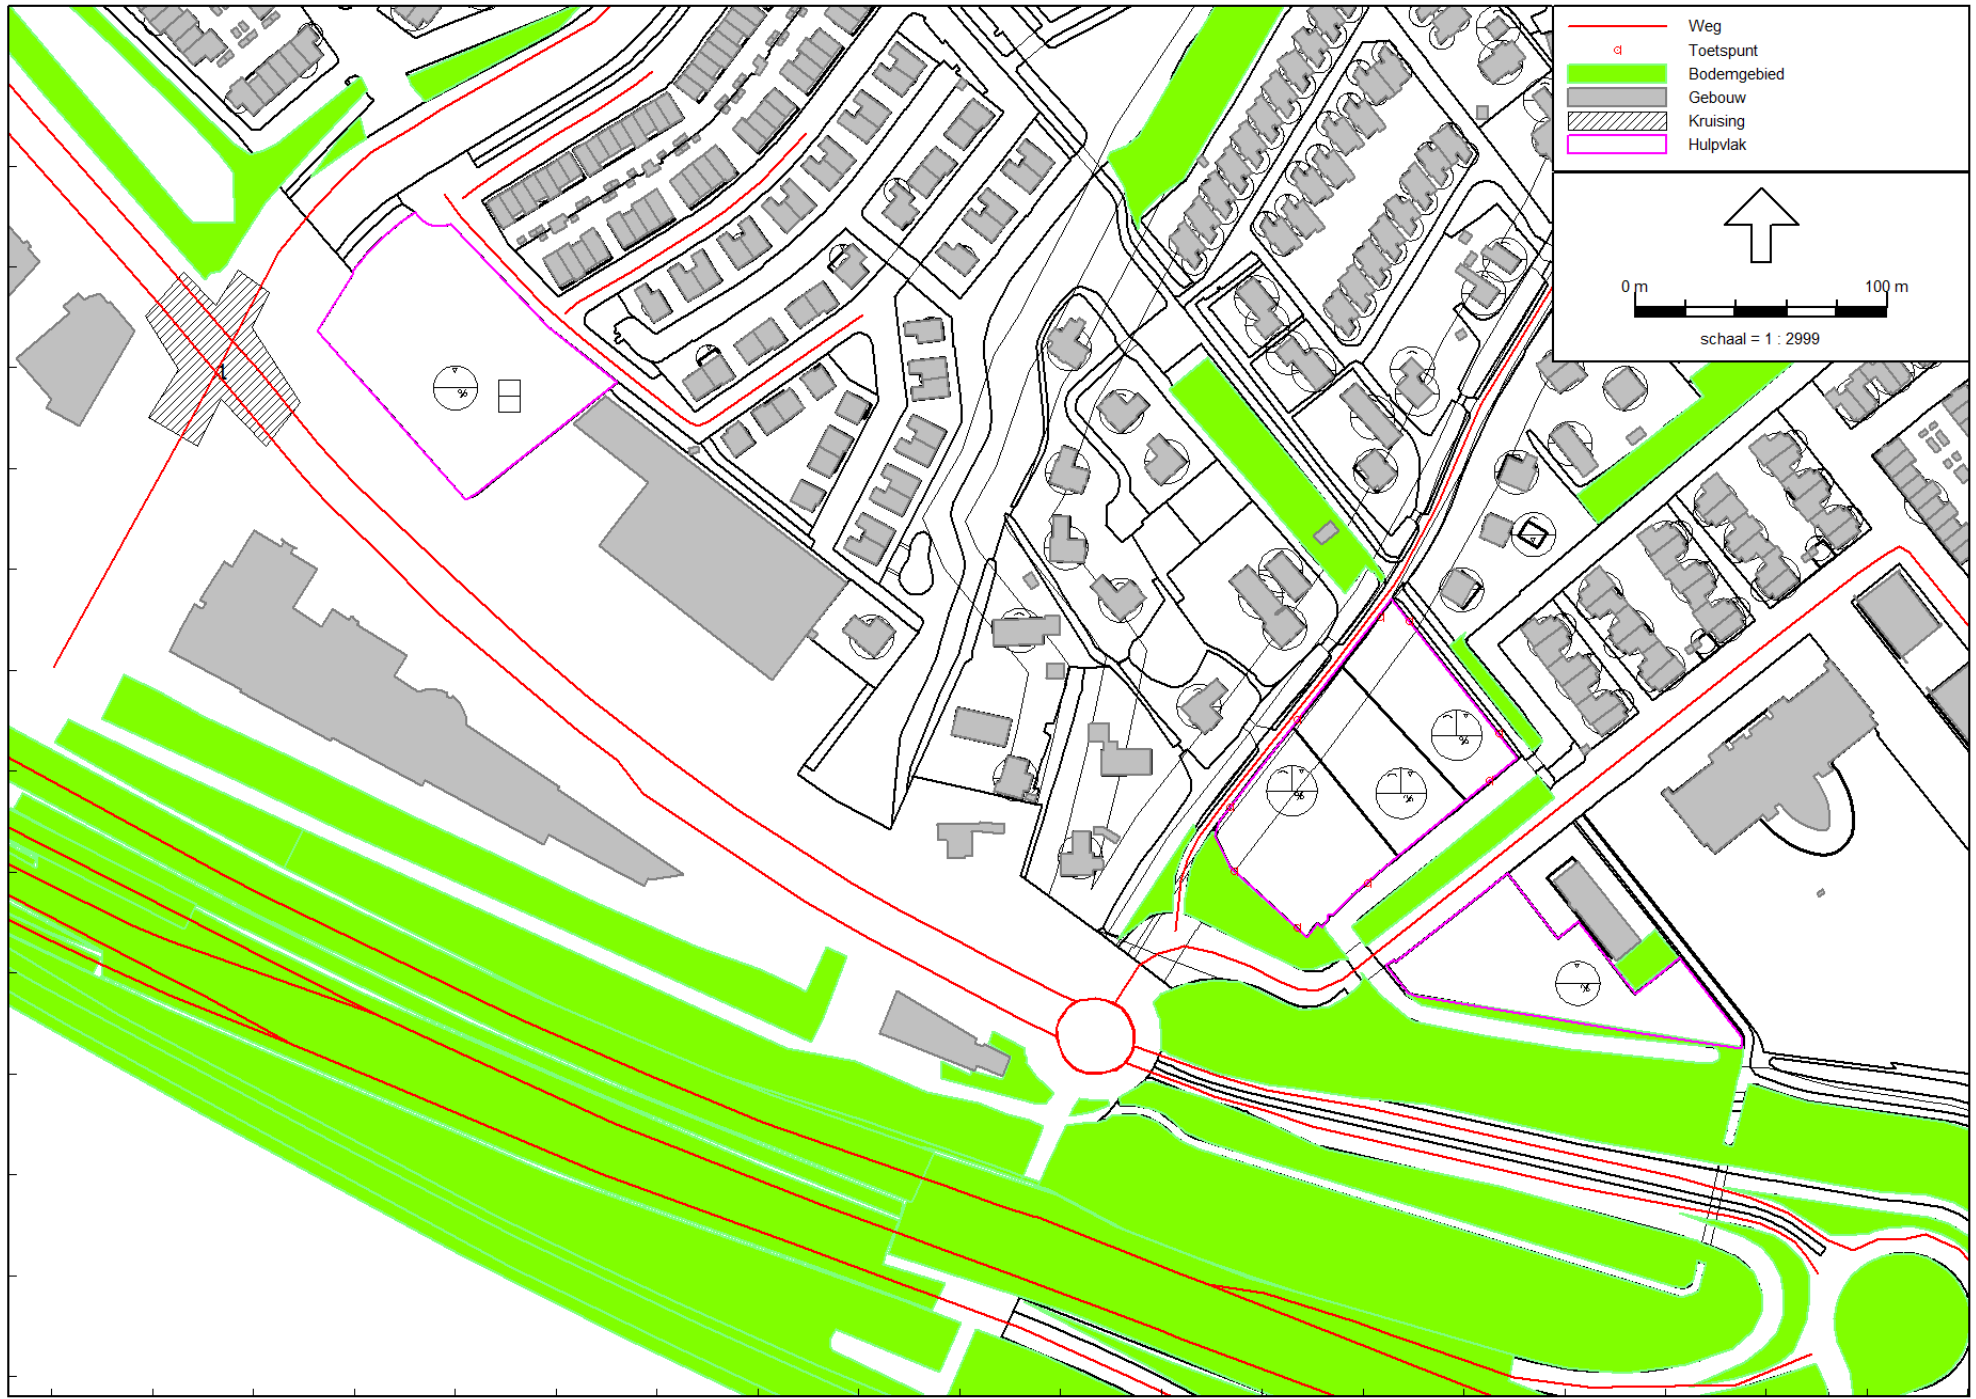 Weg
Toetspunt
Bodemgebied
Gebouw
Kruising
Hulpvlak
0 m 100 m
schaal = 1 : 2999